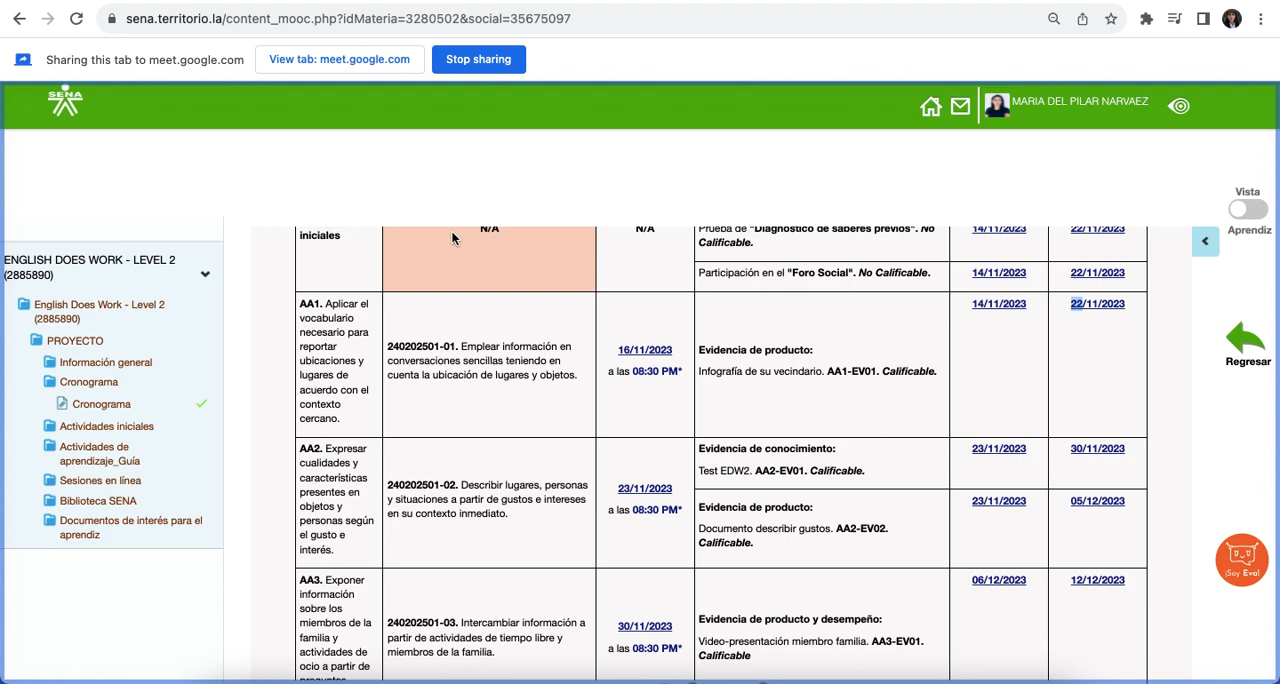 sena.territorio.la/content_mooc.php?idMateria=3280502&social=35675097
Sharing this tab to meet.google.com
View tab: meet.google.com
Stop sharing
SENA
MARIA DEL PILAR NARVAEZ
Vista
Aprendiz
Regresar
¡Soy Eva!
ENGLISH DOES WORK - LEVEL 2
(2885890)
English Does Work - Level 2
(2885890)
PROYECTO
Información general
Cronograma
Cronograma
Actividades iniciales
Actividades de
aprendizaje_Guía
Sesiones en línea
Biblioteca SENA
Documentos de interés para el
aprendiz
iniciales
N/A
N/A
Prueba de "Diagnóstico de saberes previos". No
Calificable.
14/11/2023
22/11/2023
Participación en el "Foro Social". No Calificable.
14/11/2023
22/11/2023
AA1. Aplicar el
vocabulario
necesario para
reportar
ubicaciones y
lugares de
acuerdo con el
contexto
cercano.
240202501-01. Emplear información en
conversaciones sencillas teniendo en
cuenta la ubicación de lugares y objetos.
16/11/2023
a las 08:30 PM*
Evidencia de producto:
Infografía de su vecindario. AA1-EV01. Calificable.
14/11/2023
22/11/2023
AA2. Expresar
cualidades y
características
presentes en
objetos y
personas según
el gusto e
interés.
240202501-02. Describir lugares, personas
y situaciones a partir de gustos e intereses
en su contexto inmediato.
23/11/2023
a las 08:30 PM*
Evidencia de conocimiento:
Test EDW2. AA2-EV01. Calificable.
23/11/2023
30/11/2023
Evidencia de producto:
Documento describir gustos. AA2-EV02.
Calificable.
23/11/2023
05/12/2023
AA3. Exponer
información
sobre los
miembros de la
familia y
actividades de
ocio a partir de
preguntas
240202501-03. Intercambiar información a
partir de actividades de tiempo libre y
miembros de la familia.
30/11/2023
a las 08:30 PM*
Evidencia de producto y desempeño:
Video-presentación miembro familia. AA3-EV01.
Calificable
06/12/2023
12/12/2023